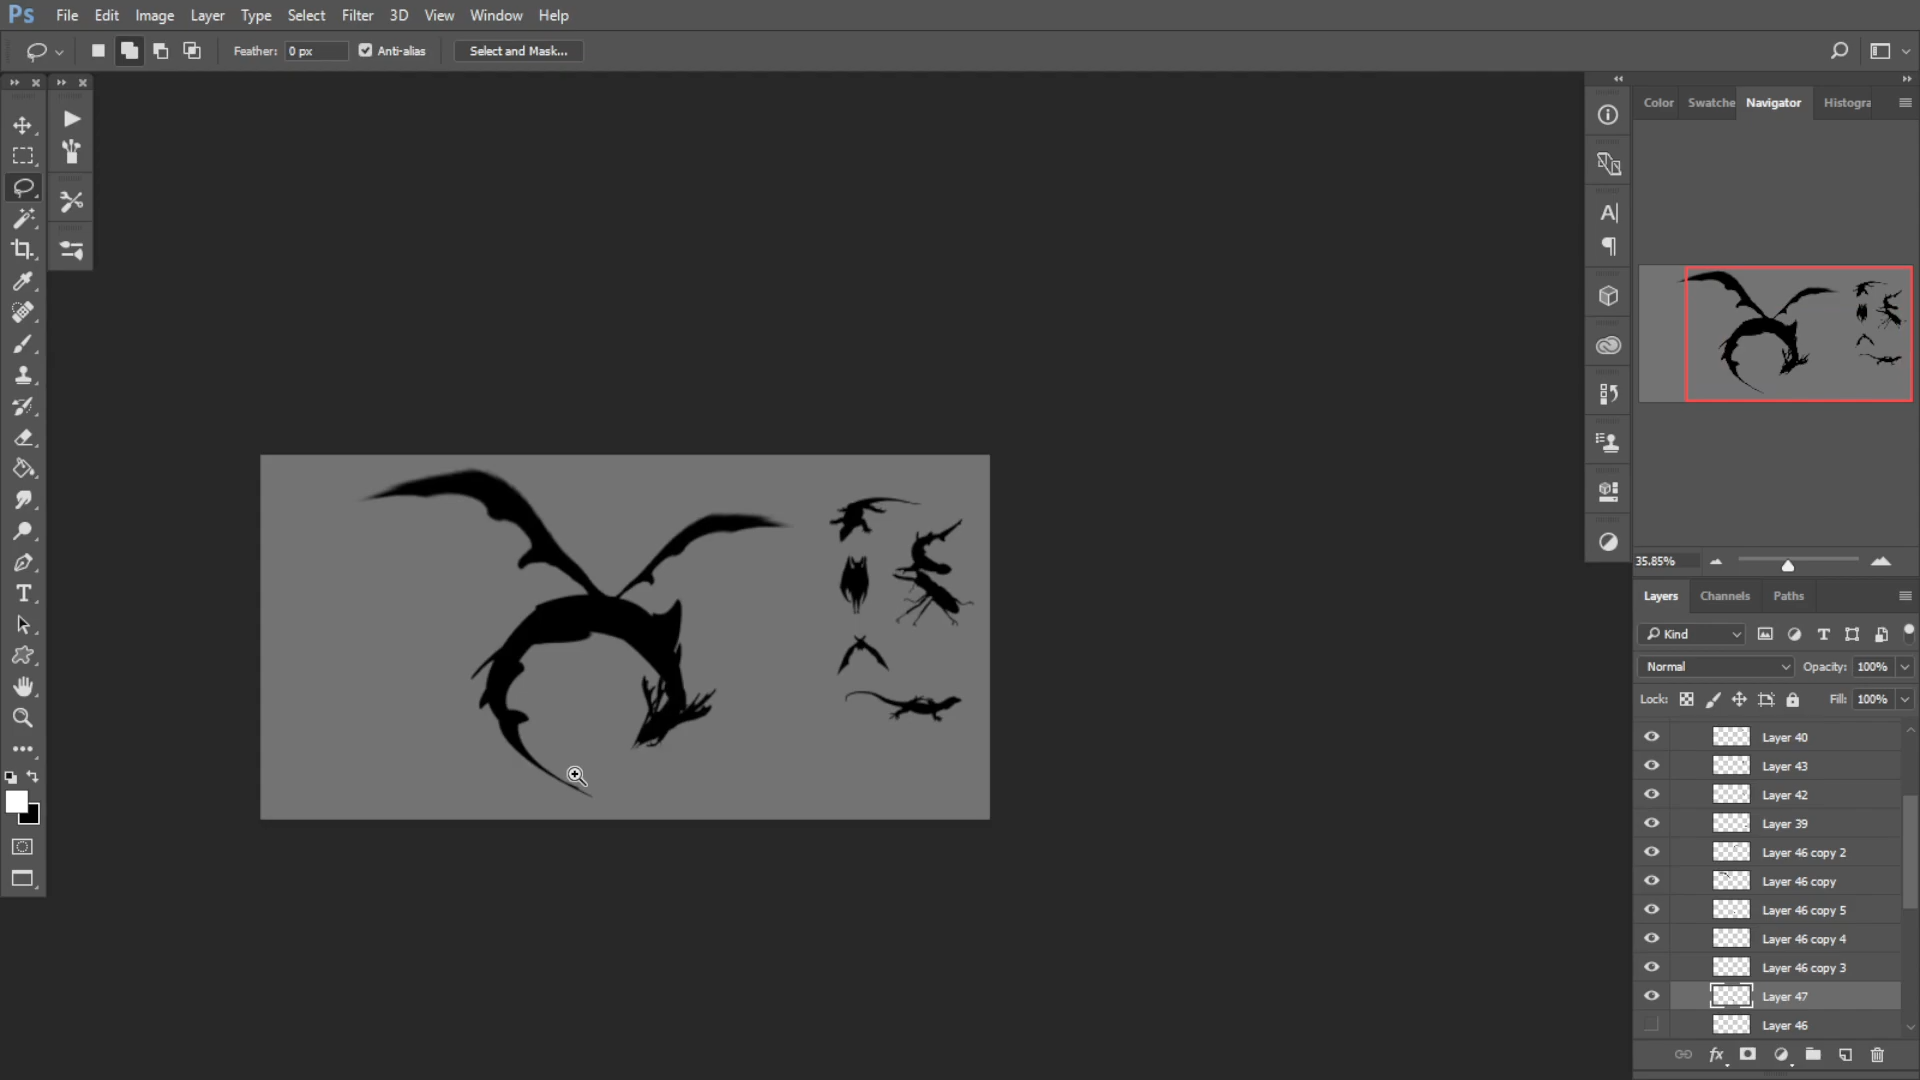 Ps File Edit Image Layer Type Select Filter 3D View Window Help
Feather: 0 px Anti-alias Select and Mask...
Color Swatche Navigator Histogra
35.85%
Layers Channels Paths
Kind
Normal Opacity: 100%
Lock: Fill: 100%
Layer 40
Layer 43
Layer 42
Layer 39
Layer 46 copy 2
Layer 46 copy
Layer 46 copy 5
Layer 46 copy 4
Layer 46 copy 3
Layer 47
Layer 46
fx